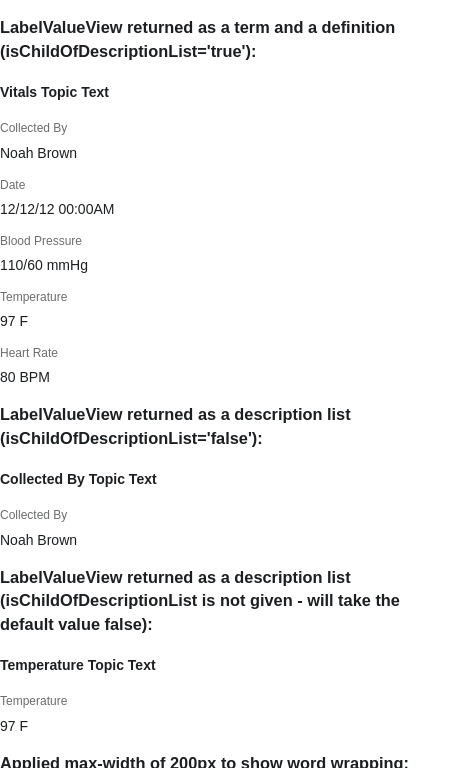 LabelValueView returned as a term and a definition
(isChildOfDescriptionList='true'):
Vitals Topic Text
Collected By
Noah Brown
Date
12/12/12 00:00AM
Blood Pressure
110/60 mmHg
Temperature
97 F
Heart Rate
80 BPM
LabelValueView returned as a description list
(isChildOfDescriptionList='false'):
Collected By Topic Text
Collected By
Noah Brown
LabelValueView returned as a description list
(isChildOfDescriptionList is not given - will take the
default value false):
Temperature Topic Text
Temperature
97 F
Applied max-width of 200px to show word wrapping: